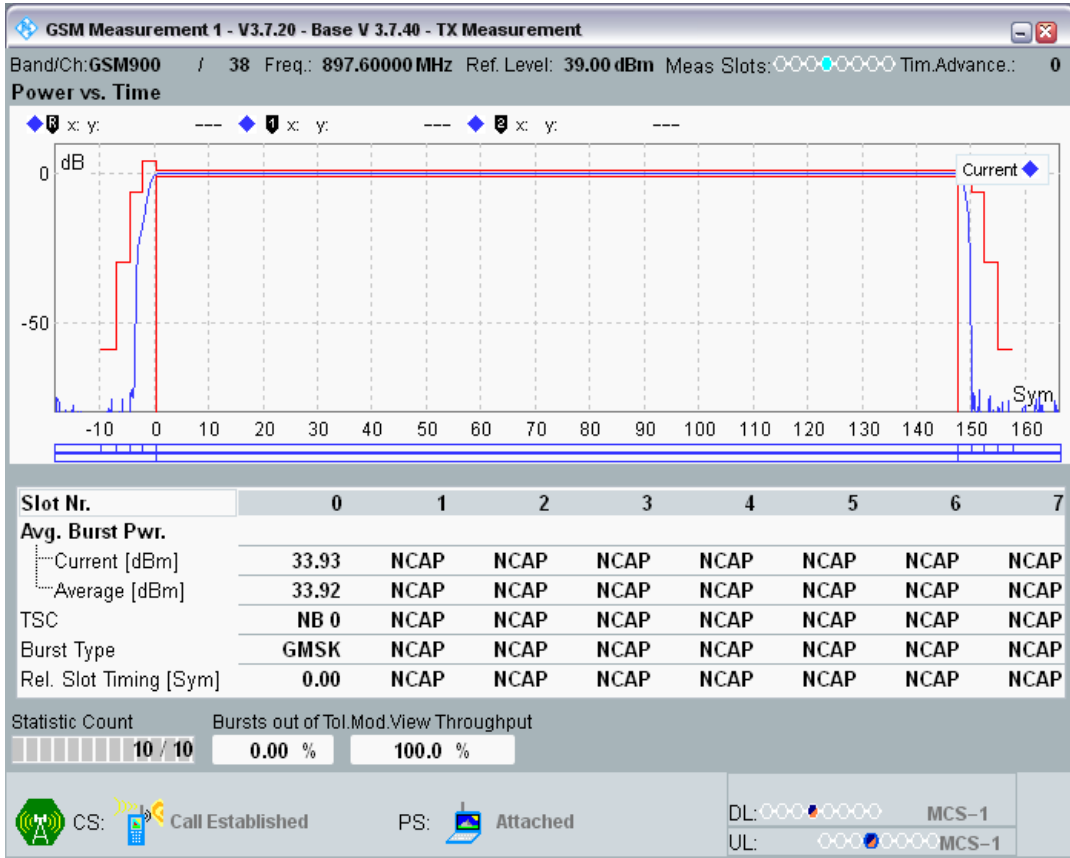 GSM Measurement 1 - V3.7.20 - Base V 3.7.40 - TX Measurement
Band/Ch:GSM900 / 38 Freq.: 897.60000 MHz Ref. Level: 39.00 dBm Meas Slots: Tim.Advance.: 0
Power vs. Time
R x: y: --- 1 x: y: --- 2 x: y: ---
dB
Current
0
-50
Sym
-10 0 10 20 30 40 50 60 70 80 90 100 110 120 130 140 150 160
Slot Nr. 0 1 2 3 4 5 6 7
Avg. Burst Pwr.
Current [dBm] 33.93 NCAP NCAP NCAP NCAP NCAP NCAP NCAP
Average [dBm] 33.92 NCAP NCAP NCAP NCAP NCAP NCAP NCAP
TSC NB 0 NCAP NCAP NCAP NCAP NCAP NCAP NCAP
Burst Type GMSK NCAP NCAP NCAP NCAP NCAP NCAP NCAP
Rel. Slot Timing [Sym] 0.00 NCAP NCAP NCAP NCAP NCAP NCAP NCAP
Statistic Count Bursts out of Tol.Mod.View Throughput
10 / 10 0.00 % 100.0 %
DL: MCS-1
CS: Call Established PS: Attached
UL: MCS-1